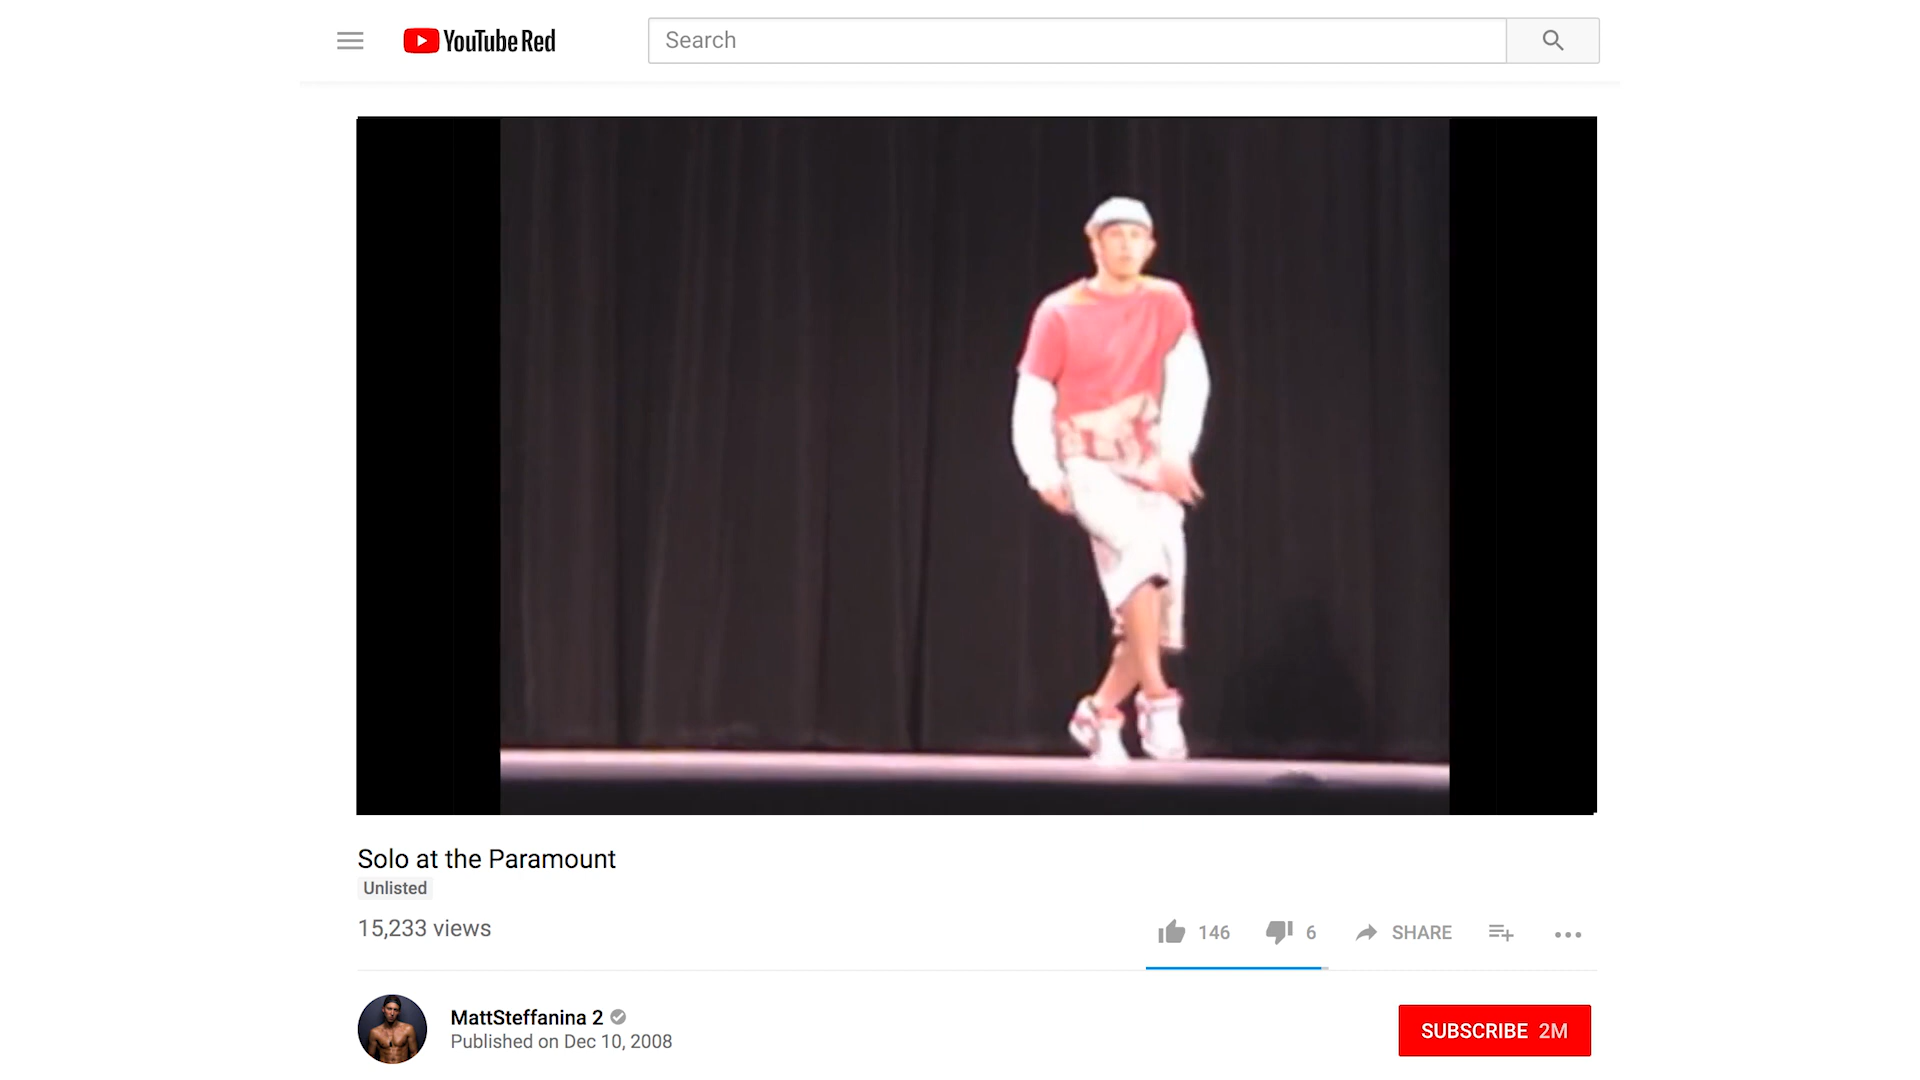 YouTube Red
Search
Solo at the Paramount
Unlisted
15,233 views
146
6
SHARE
MattSteffanina 2
Published on Dec 10, 2008
SUBSCRIBE 2M